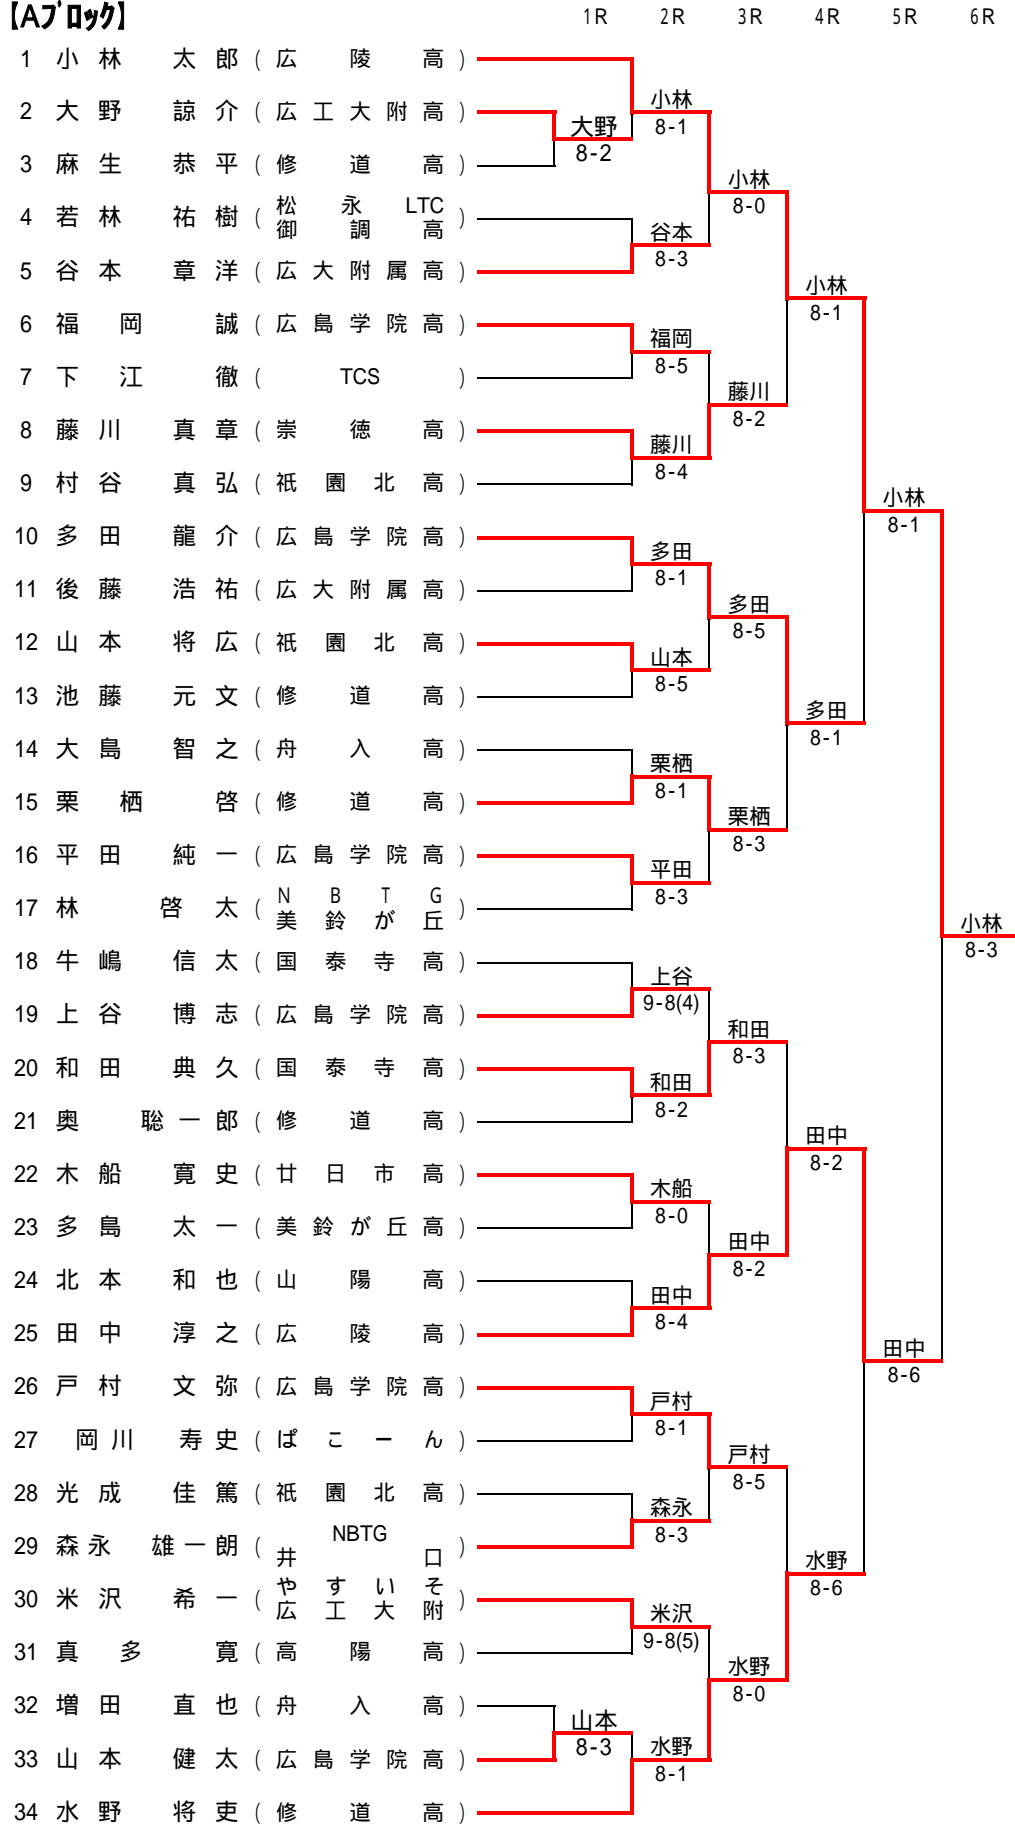 【Aブロック】 1R 2R 3R 4R 5R 6R
1 小林 太郎 (広陵高)
小林
2 大野 諒介 (広工大附高)
大野 8-1
8-2
3 麻生 恭平 (修道高)
小林
8-0
4 若林 祐樹 (松永LTC 御調高)
谷本
8-3
5 谷本 章洋 (広大附属高)
小林
8-1
6 福岡 誠 (広島学院高)
福岡
8-5
7 下江 徹 (TCS)
藤川
8-2
8 藤川 真章 (崇徳高)
藤川
8-4
9 村谷 真弘 (祇園北高)
小林
8-1
10 多田 龍介 (広島学院高)
多田
8-1
11 後藤 浩祐 (広大附属高)
多田
8-5
12 山本 将広 (祇園北高)
山本
8-5
13 池藤 元文 (修道高)
多田
8-1
14 大島 智之 (舟入高)
栗栖
8-1
15 栗栖 啓 (修道高)
栗栖
8-3
16 平田 純一 (広島学院高)
平田
8-3
17 林 啓太 (NBTG 美鈴が丘)
小林
8-3
18 牛嶋 信太 (国泰寺高)
上谷
9-8(4)
19 上谷 博志 (広島学院高)
和田
8-3
20 和田 典久 (国泰寺高)
和田
8-2
21 奥 聡一郎 (修道高)
田中
8-2
22 木船 寛史 (廿日市高)
木船
8-0
23 多島 太一 (美鈴が丘高)
田中
8-2
24 北本 和也 (山陽高)
田中
8-4
25 田中 淳之 (広陵高)
田中
8-6
26 戸村 文弥 (広島学院高)
戸村
8-1
27 岡川 寿史 (ぱこーん)
戸村
8-5
28 光成 佳篤 (祇園北高)
森永
8-3
29 森永 雄一朗 (NBTG 井口)
水野
8-6
30 米沢 希一 (やすいそ 広工大附)
米沢
9-8(5)
31 真多 寛 (高陽高)
水野
8-0
32 増田 直也 (舟入高)
山本
8-3
33 山本 健太 (広島学院高)
水野
8-1
34 水野 将吏 (修道高)